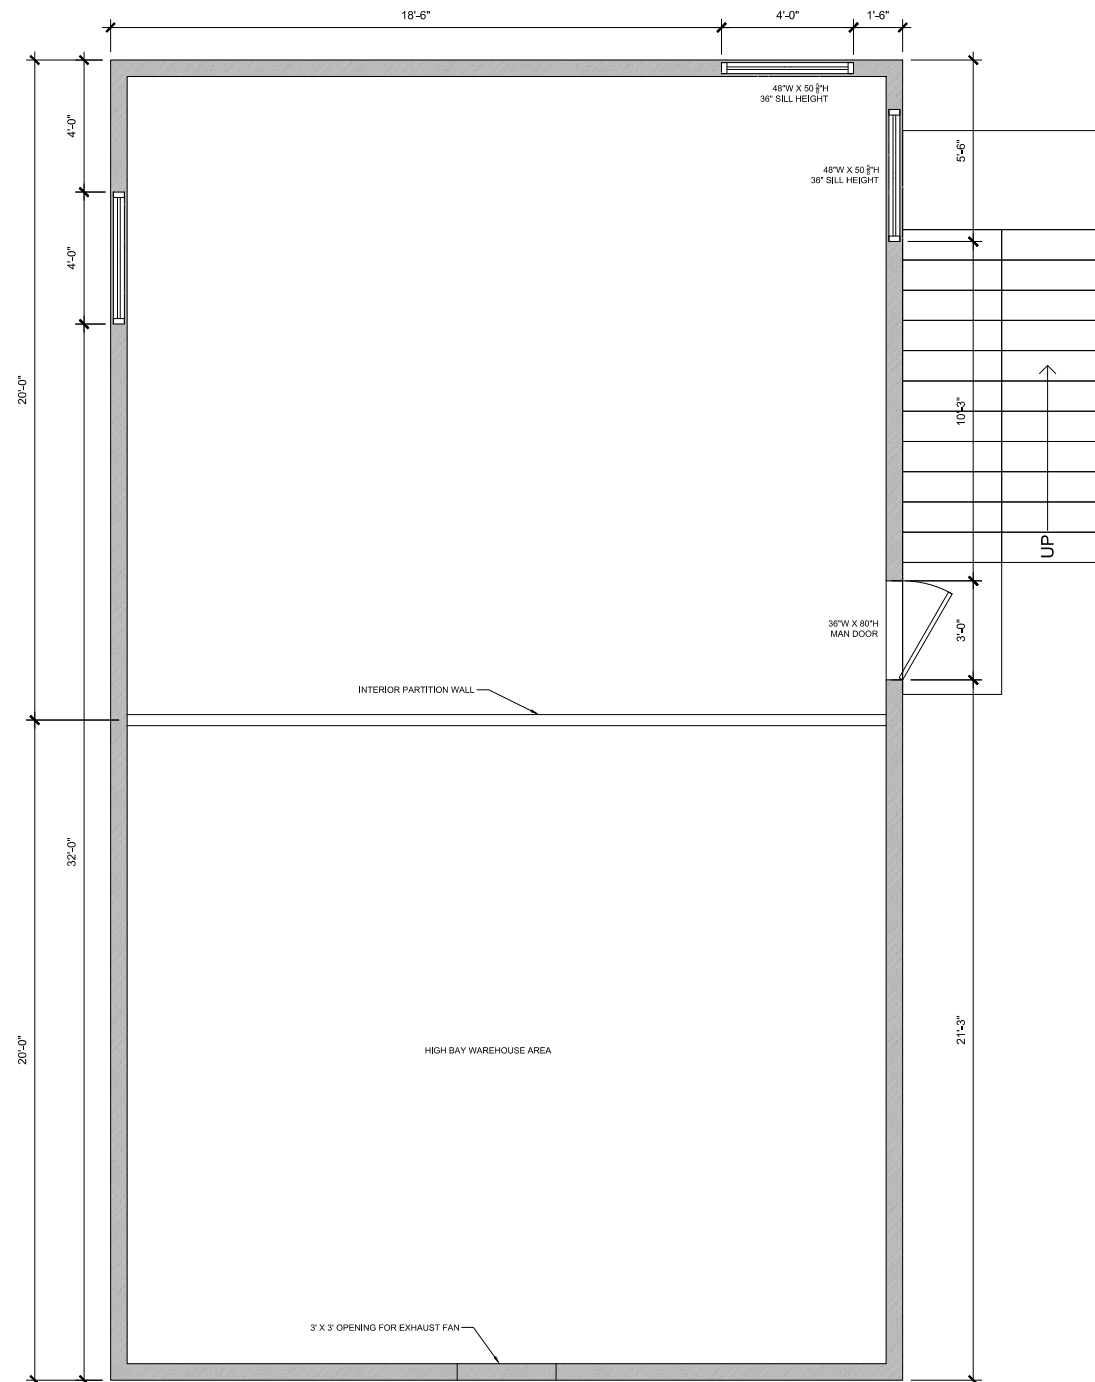 18'-6"
4'-0"
1'-6"
48"W X 50 5/8"H
36" SILL HEIGHT
4'-0"
5'-6"
48"W X 50 5/8"H
36" SILL HEIGHT
4'-0"
20'-0"
10'-3"
UP
36"W X 80"H
MAN DOOR
3'-0"
INTERIOR PARTITION WALL
32'-0"
20'-0"
21'-3"
HIGH BAY WAREHOUSE AREA
3' X 3' OPENING FOR EXHAUST FAN